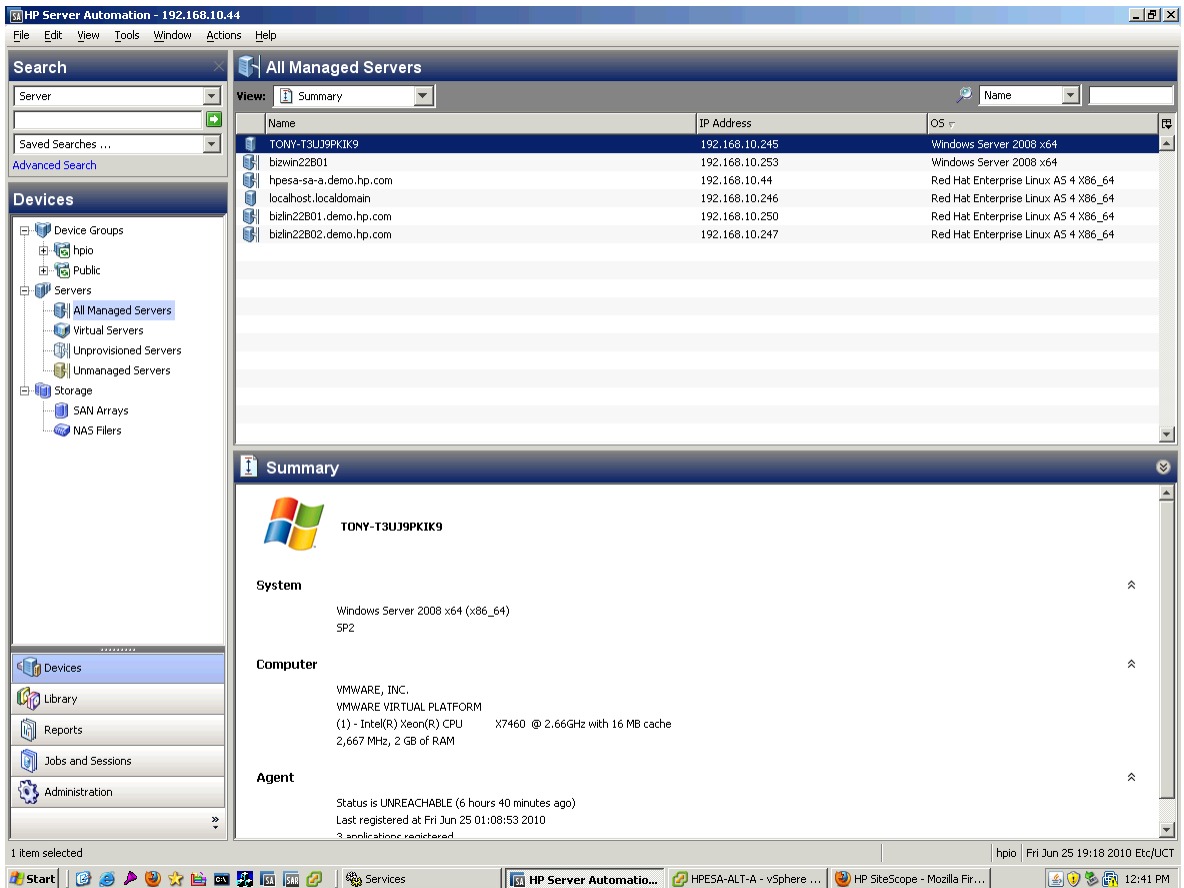 HP Server Automation - 192.168.10.44
File Edit View Tools Window Actions Help
Search
Server
Saved Searches ...
Advanced Search
Devices
Device Groups
hpio
Public
Servers
All Managed Servers
Virtual Servers
Unprovisioned Servers
Unmanaged Servers
Storage
SAN Arrays
NAS Filers
Devices
Library
Reports
Jobs and Sessions
Administration
All Managed Servers
View: Summary Name
Name IP Address OS
TONY-T3UJ9PKIK9 192.168.10.245 Windows Server 2008 x64
bizwin22B01 192.168.10.253 Windows Server 2008 x64
hpesa-sa-a.demo.hp.com 192.168.10.44 Red Hat Enterprise Linux AS 4 X86_64
localhost.localdomain 192.168.10.246 Red Hat Enterprise Linux AS 4 X86_64
bizlin22B01.demo.hp.com 192.168.10.250 Red Hat Enterprise Linux AS 4 X86_64
bizlin22B02.demo.hp.com 192.168.10.247 Red Hat Enterprise Linux AS 4 X86_64
Summary
TONY-T3UJ9PKIK9
System
Windows Server 2008 x64 (x86_64)
SP2
Computer
VMWARE, INC.
VMWARE VIRTUAL PLATFORM
(1) - Intel(R) Xeon(R) CPU X7460 @ 2.66GHz with 16 MB cache
2,667 MHz, 2 GB of RAM
Agent
Status is UNREACHABLE (6 hours 40 minutes ago)
Last registered at Fri Jun 25 01:08:53 2010
3 applications registered
1 item selected
hpio Fri Jun 25 19:18 2010 Etc/UCT
Start Services HP Server Automatio... HPESA-ALT-A - vSphere ... HP SiteScope - Mozilla Fir... 12:41 PM